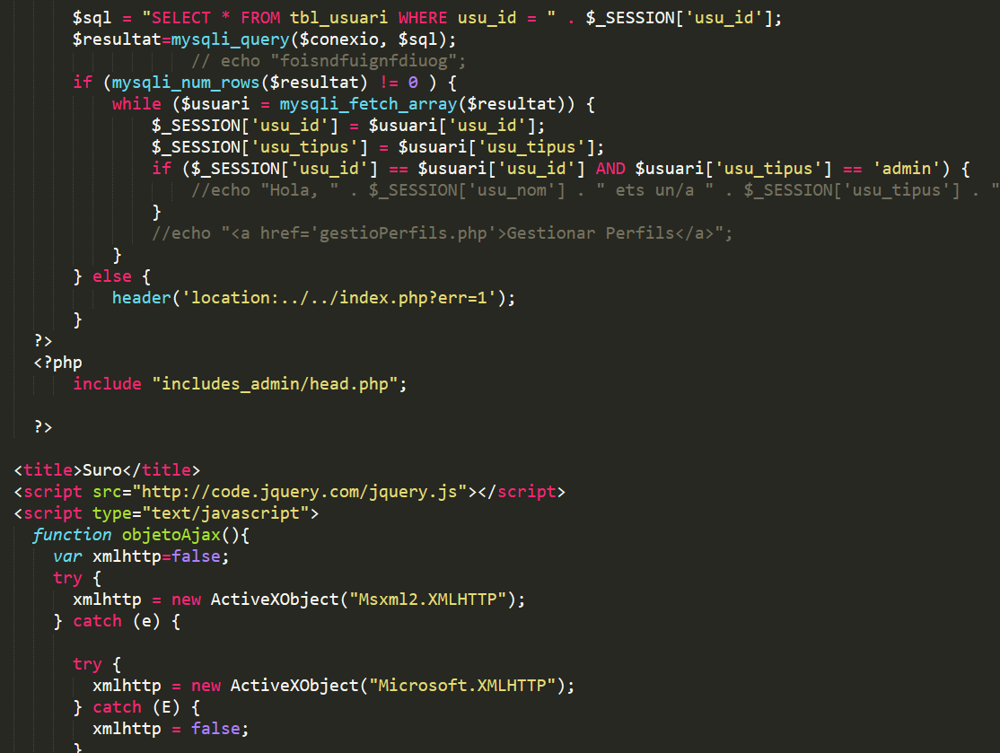 $sql = "SELECT * FROM tbl_usuari WHERE usu_id = " . $_SESSION['usu_id'];
$resultat=mysqli_query($conexio, $sql);
// echo "foisndfuignfdiuog";
if (mysqli_num_rows($resultat) != 0 ) {
while ($usuari = mysqli_fetch_array($resultat)) {
$_SESSION['usu_id'] = $usuari['usu_id'];
$_SESSION['usu_tipus'] = $usuari['usu_tipus'];
if ($_SESSION['usu_id'] == $usuari['usu_id'] AND $usuari['usu_tipus'] == 'admin') {
//echo "Hola, " . $_SESSION['usu_nom'] . " ets un/a " . $_SESSION['usu_tipus'] . "
}
//echo "<a href='gestioPerfils.php'>Gestionar Perfils</a>";
}
} else {
header('location:../../index.php?err=1');
}
?>
<?php
include "includes_admin/head.php";
?>
<title>Suro</title>
<script src="http://code.jquery.com/jquery.js"></script>
<script type="text/javascript">
function objetoAjax(){
var xmlhttp=false;
try {
xmlhttp = new ActiveXObject("Msxml2.XMLHTTP");
} catch (e) {
try {
xmlhttp = new ActiveXObject("Microsoft.XMLHTTP");
} catch (E) {
xmlhttp = false;
}